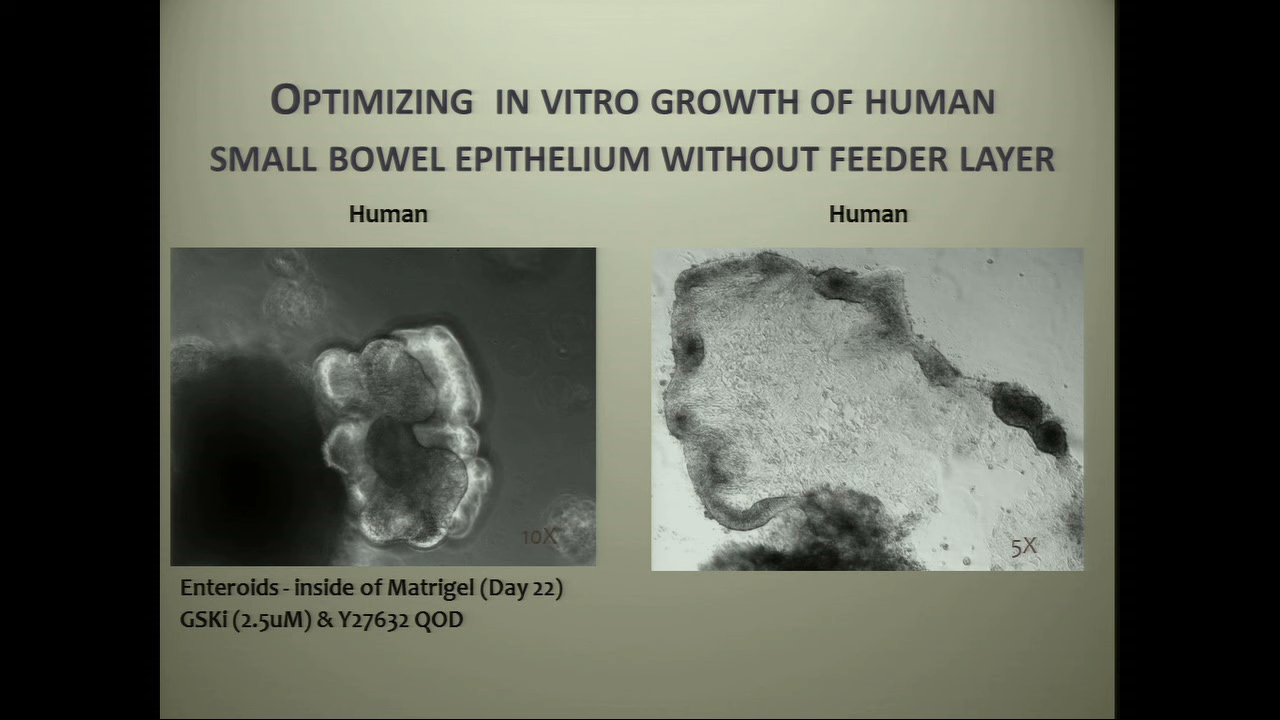 OPTIMIZING IN VITRO GROWTH OF HUMAN
SMALL BOWEL EPITHELIUM WITHOUT FEEDER LAYER
Human
Human
10X
5X
Enteroids - inside of Matrigel (Day 22)
GSKi (2.5uM) & Y27632 QOD